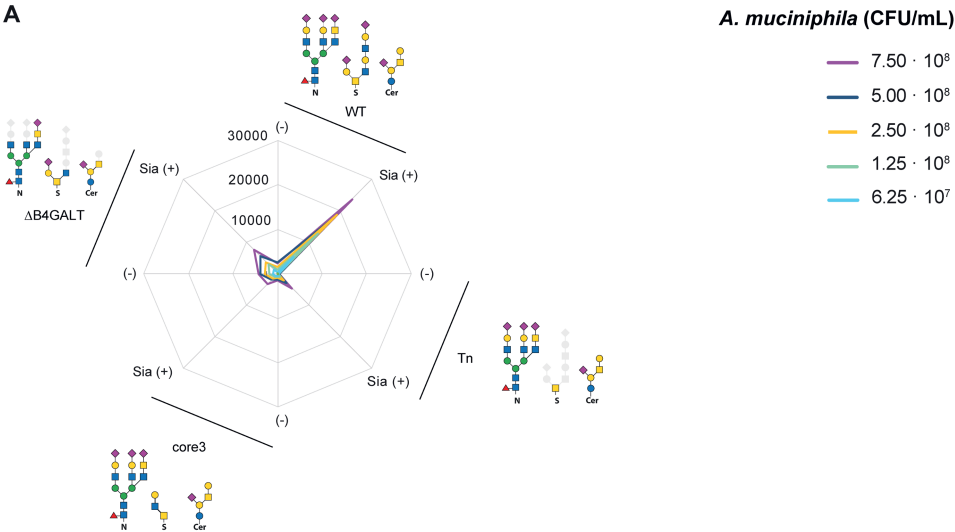 A
A. muciniphila (CFU/mL)
7.50 · 10⁸
5.00 · 10⁸
2.50 · 10⁸
1.25 · 10⁸
6.25 · 10⁷
N S Cer
WT
(-)
30000
Sia (+)
Sia (+)
20000
N S Cer
ΔB4GALT
10000
(-)
(-)
Sia (+)
Sia (+)
Tn
N S Cer
(-)
core3
N S Cer